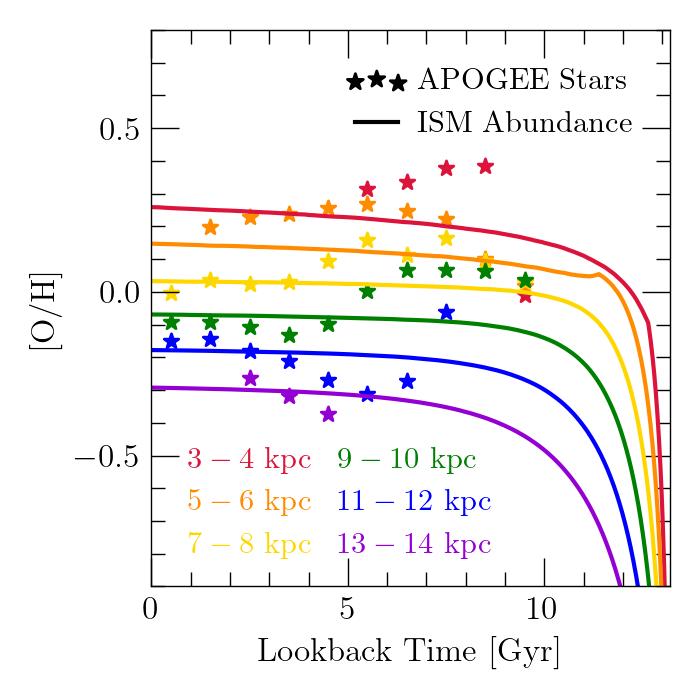 APOGEE Stars
ISM Abundance
0.5
0.0
−0.5
[O/H]
3 − 4 kpc 9 − 10 kpc
5 − 6 kpc 11 − 12 kpc
7 − 8 kpc 13 − 14 kpc
0 5 10
Lookback Time [Gyr]